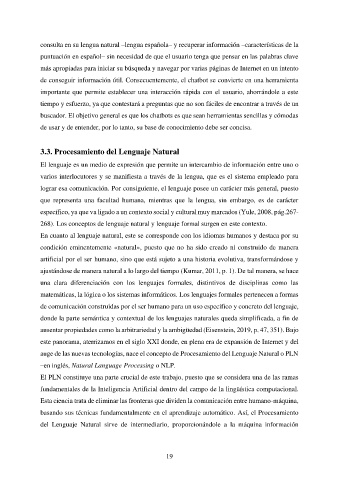 consulta en su lengua natural –lengua española– y recuperar información –características de la
puntuación en español– sin necesidad de que el usuario tenga que pensar en las palabras clave
más apropiadas para iniciar su búsqueda y navegar por varias páginas de Internet en un intento
de conseguir información útil. Consecuentemente, el chatbot se convierte en una herramienta
importante que permite establecer una interacción rápida con el usuario, ahorrándole a este
tiempo y esfuerzo, ya que contestará a preguntas que no son fáciles de encontrar a través de un
buscador. El objetivo general es que los chatbots es que sean herramientas sencillas y cómodas
de usar y de entender, por lo tanto, su base de conocimiento debe ser concisa.
3.3. Procesamiento del Lenguaje Natural
El lenguaje es un medio de expresión que permite un intercambio de información entre uno o
varios interlocutores y se manifiesta a través de la lengua, que es el sistema empleado para
lograr esa comunicación. Por consiguiente, el lenguaje posee un carácter más general, puesto
que representa una facultad humana, mientras que la lengua, sin embargo, es de carácter
específico, ya que va ligado a un contexto social y cultural muy marcados (Yule, 2008, pág.267-
268). Los conceptos de lenguaje natural y lenguaje formal surgen en este contexto.
En cuanto al lenguaje natural, este se corresponde con los idiomas humanos y destaca por su
condición eminentemente «natural», puesto que no ha sido creado ni construido de manera
artificial por el ser humano, sino que está sujeto a una historia evolutiva, transformándose y
ajustándose de manera natural a lo largo del tiempo (Kumar, 2011, p. 1). De tal manera, se hace
una clara diferenciación con los lenguajes formales, distintivos de disciplinas como las
matemáticas, la lógica o los sistemas informáticos. Los lenguajes formales pertenecen a formas
de comunicación construidas por el ser humano para un uso específico y concreto del lenguaje,
donde la parte semántica y contextual de los lenguajes naturales queda simplificada, a fin de
ausentar propiedades como la arbitrariedad y la ambigüedad (Eisenstein, 2019, p. 47, 351). Bajo
este panorama, aterrizamos en el siglo XXI donde, en plena era de expansión de Internet y del
auge de las nuevas tecnologías, nace el concepto de Procesamiento del Lenguaje Natural o PLN
–en inglés, Natural Language Processing o NLP.
El PLN constituye una parte crucial de este trabajo, puesto que se considera una de las ramas
fundamentales de la Inteligencia Artificial dentro del campo de la lingüística computacional.
Esta ciencia trata de eliminar las fronteras que dividen la comunicación entre humano-máquina,
basando sus técnicas fundamentalmente en el aprendizaje automático. Así, el Procesamiento
del Lenguaje Natural sirve de intermediario, proporcionándole a la máquina información
19